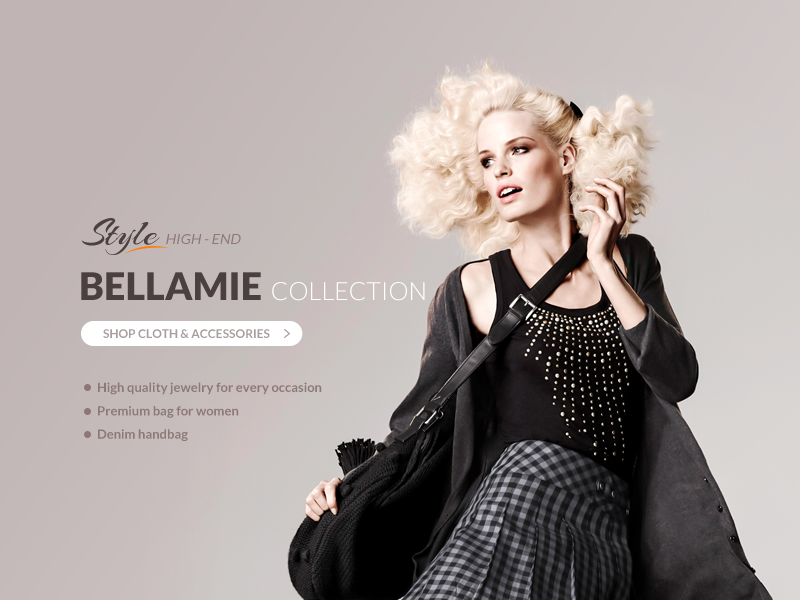 Style HIGH - END
BELLAMIE COLLECTION
SHOP CLOTH & ACCESSORIES >
High quality jewelry for every occasion
Premium bag for women
Denim handbag